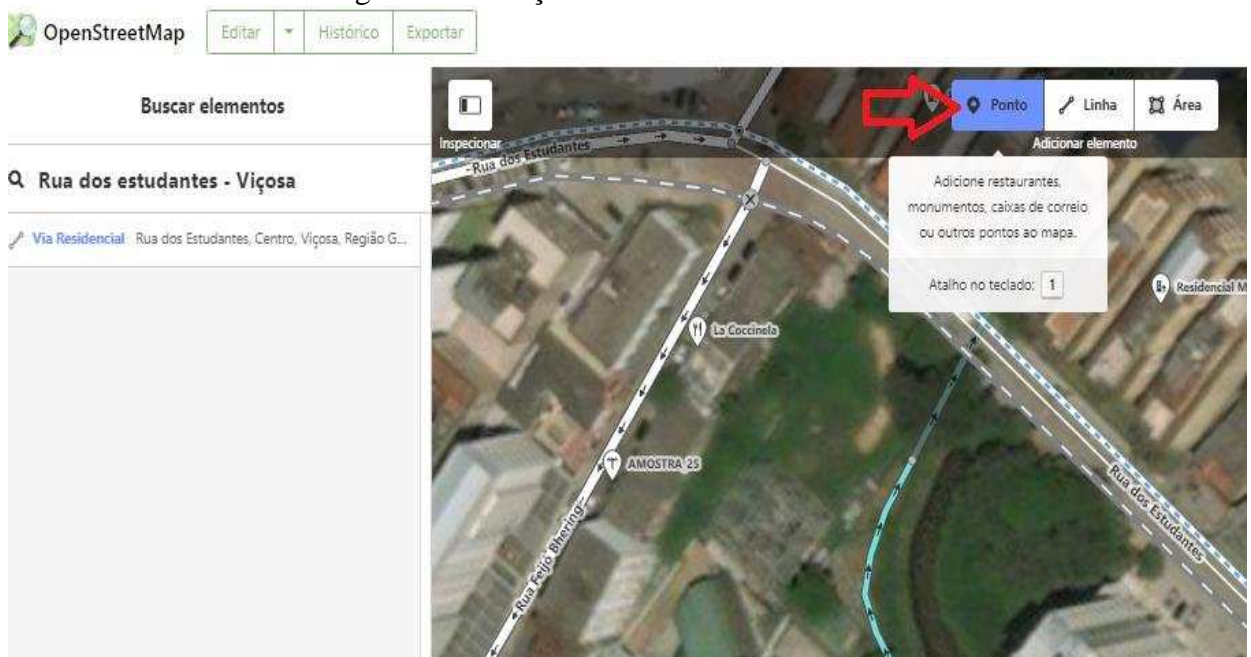 OpenStreetMap
Editar
Histórico
Exportar
Buscar elementos
Rua dos estudantes - Viçosa
Via Residencial Rua dos Estudantes, Centro, Viçosa, Região G...
Inspecionar
Ponto
Linha
Área
Adicionar elemento
Adicione restaurantes,
monumentos, caixas de correio
ou outros pontos ao mapa.
Atalho no teclado: 1
Rua dos Estudantes
La Coccinela
AMOSTRA 25
Rua Feijó Bhering
Residencial M
Rua dos Estudantes